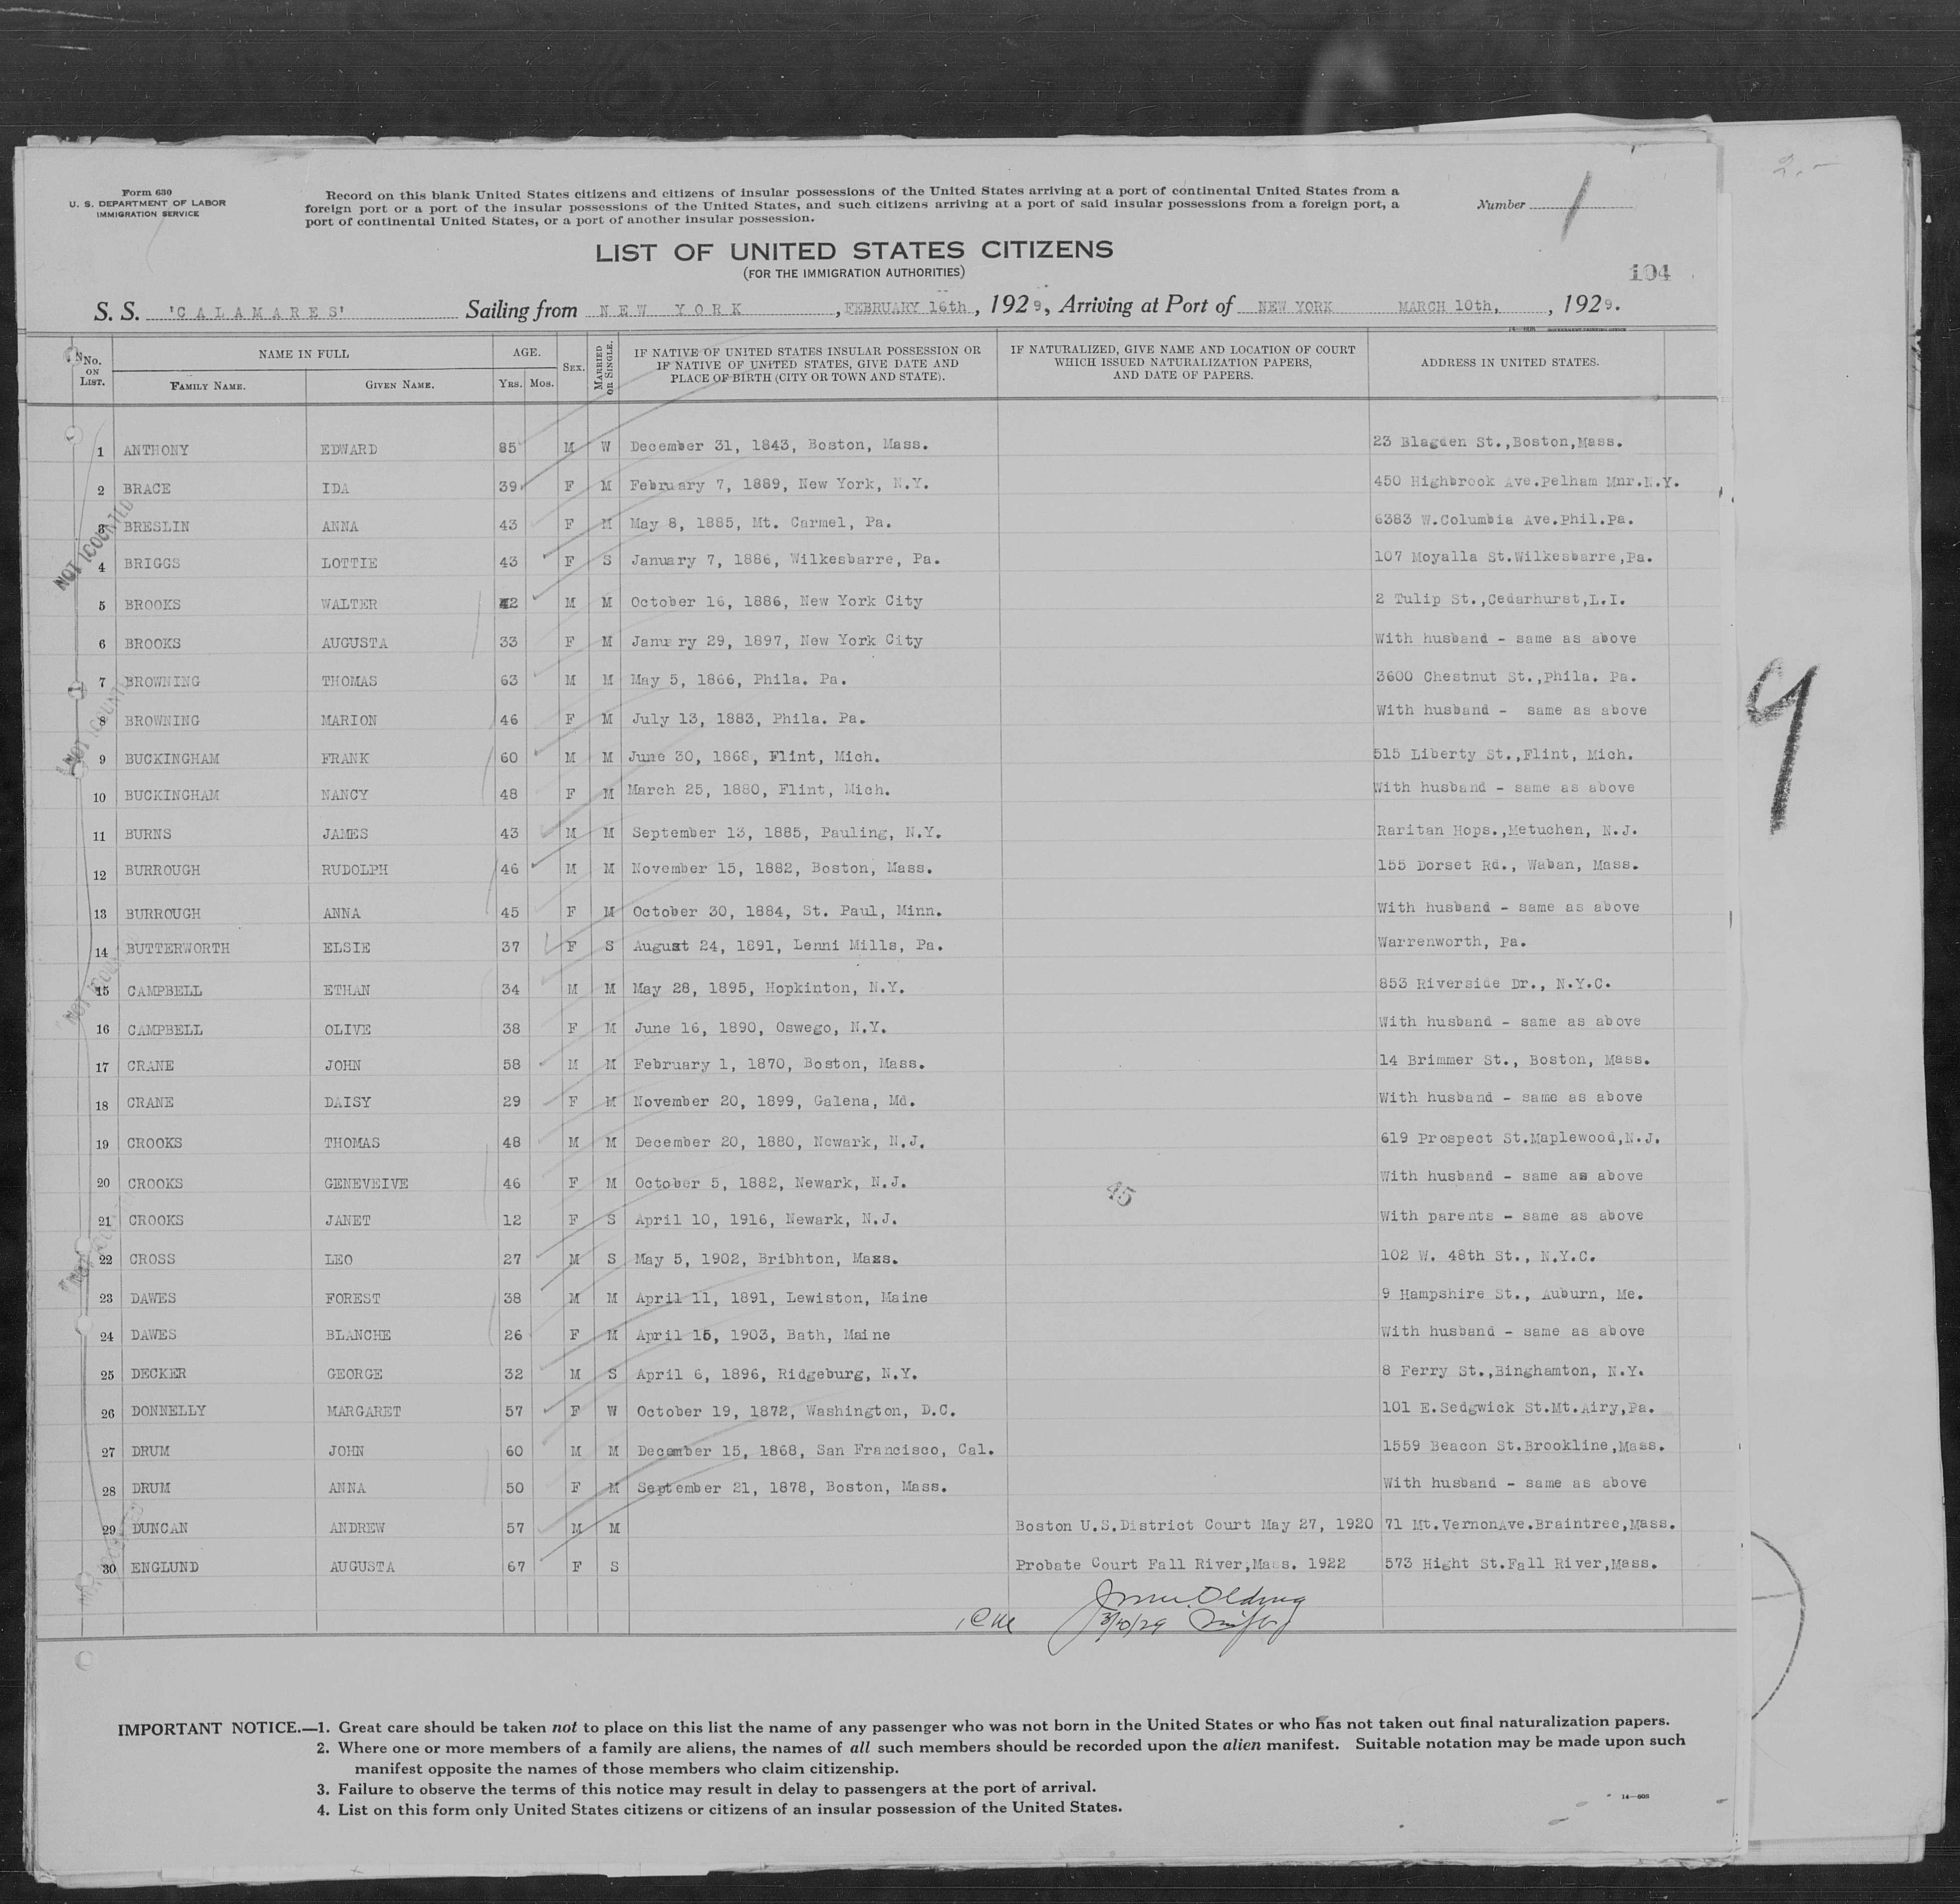 Form 630
U. S. DEPARTMENT OF LABOR
IMMIGRATION SERVICE
Record on this blank United States citizens and citizens of insular possessions of the United States arriving at a port of continental United States from a
foreign port or a port of the insular possessions of the United States, and such citizens arriving at a port of said insular possessions from a foreign port, a
port of continental United States, or a port of another insular possession.
Number 1
LIST OF UNITED STATES CITIZENS
(FOR THE IMMIGRATION AUTHORITIES)
104
S. S. 'CALAMARES' Sailing from NEW YORK, FEBRUARY 16th, 1929, Arriving at Port of NEW YORK MARCH 10th, , 1929.
No. ON LIST. NAME IN FULL AGE. SEX. MARRIED OR SINGLE. IF NATIVE OF UNITED STATES INSULAR POSSESSION OR IF NATIVE OF UNITED STATES, GIVE DATE AND PLACE OF BIRTH (CITY OR TOWN AND STATE). IF NATURALIZED, GIVE NAME AND LOCATION OF COURT WHICH ISSUED NATURALIZATION PAPERS, AND DATE OF PAPERS. ADDRESS IN UNITED STATES.
FAMILY NAME. GIVEN NAME. YRS. MOS.
1 ANTHONY EDWARD 85 M W December 31, 1843, Boston, Mass. 23 Blagden St.,Boston,Mass.
2 BRACE IDA 39 F M February 7, 1889, New York, N.Y. 450 Highbrook Ave.Pelham Mnr.N.Y.
3 BRESLIN ANNA 43 F M May 8, 1885, Mt. Carmel, Pa. 6383 W.Columbia Ave.Phil.Pa.
4 BRIGGS LOTTIE 43 F S January 7, 1886, Wilkesbarre, Pa. 107 Moyalla St.Wilkesbarre,Pa.
5 BROOKS WALTER 42 M M October 16, 1886, New York City 2 Tulip St.,Cedarhurst,L.I.
6 BROOKS AUGUSTA 33 F M Janu ry 29, 1897, New York City With husband - same as above
7 BROWNING THOMAS 63 M M May 5, 1866, Phila. Pa. 3600 Chestnut St.,Phila. Pa.
8 BROWNING MARION 46 F M July 13, 1883, Phila. Pa. With husband - same as above
9 BUCKINGHAM FRANK 60 M M June 30, 1868, Flint, Mich. 515 Liberty St.,Flint, Mich.
10 BUCKINGHAM NANCY 48 F M March 25, 1880, Flint, Mich. With husband - same as above
11 BURNS JAMES 43 M M September 13, 1885, Pauling, N.Y. Raritan Hops.,Metuchen, N.J.
12 BURROUGH RUDOLPH 46 M M November 15, 1882, Boston, Mass. 155 Dorset Rd., Waban, Mass.
13 BURROUGH ANNA 45 F M October 30, 1884, St. Paul, Minn. With husband - same as above
14 BUTTERWORTH ELSIE 37 F S August 24, 1891, Lenni Mills, Pa. Warrenworth, Pa.
15 CAMPBELL ETHAN 34 M M May 28, 1895, Hopkinton, N.Y. 853 Riverside Dr., N.Y.C.
16 CAMPBELL OLIVE 38 F M June 16, 1890, Oswego, N.Y. With husband - same as above
17 CRANE JOHN 58 M M February 1, 1870, Boston, Mass. 14 Brimmer St., Boston, Mass.
18 CRANE DAISY 29 F M November 20, 1899, Galena, Md. With husband - same as above
19 CROOKS THOMAS 48 M M December 20, 1880, Newark, N.J. 619 Prospect St.Maplewood,N.J.
20 CROOKS GENEVEIVE 46 F M October 5, 1882, Newark, N.J. With husband - same as above
45
21 CROOKS JANET 12 F S April 10, 1916, Newark, N.J. With parents - same as above
22 CROSS LEO 27 M S May 5, 1902, Bribhton, Mass. 102 W. 48th St., N.Y.C.
23 DAWES FOREST 38 M M April 11, 1891, Lewiston, Maine 9 Hampshire St., Auburn, Me.
24 DAWES BLANCHE 26 F M April 15, 1903, Bath, Maine With husband - same as above
25 DECKER GEORGE 32 M S April 6, 1896, Ridgeburg, N.Y. 8 Ferry St.,Binghamton, N.Y.
26 DONNELLY MARGARET 57 F W October 19, 1872, Washington, D.C. 101 E.Sedgwick St.Mt.Airy,Pa.
27 DRUM JOHN 60 M M December 15, 1868, San Francisco, Cal. 1559 Beacon St.Brookline,Mass.
28 DRUM ANNA 50 F M September 21, 1878, Boston, Mass. With husband - same as above
29 DUNCAN ANDREW 57 M M Boston U.S.District Court May 27, 1920 71 Mt.VernonAve.Braintree,Mass.
30 ENGLUND AUGUSTA 67 F S Probate Court Fall River,Mass. 1922 573 Hight St.Fall River,Mass.
3/10/29
NOT COUNTED
9
IMPORTANT NOTICE.—1. Great care should be taken not to place on this list the name of any passenger who was not born in the United States or who has not taken out final naturalization papers.
2. Where one or more members of a family are aliens, the names of all such members should be recorded upon the alien manifest. Suitable notation may be made upon such
manifest opposite the names of those members who claim citizenship.
3. Failure to observe the terms of this notice may result in delay to passengers at the port of arrival.
4. List on this form only United States citizens or citizens of an insular possession of the United States.
14—608